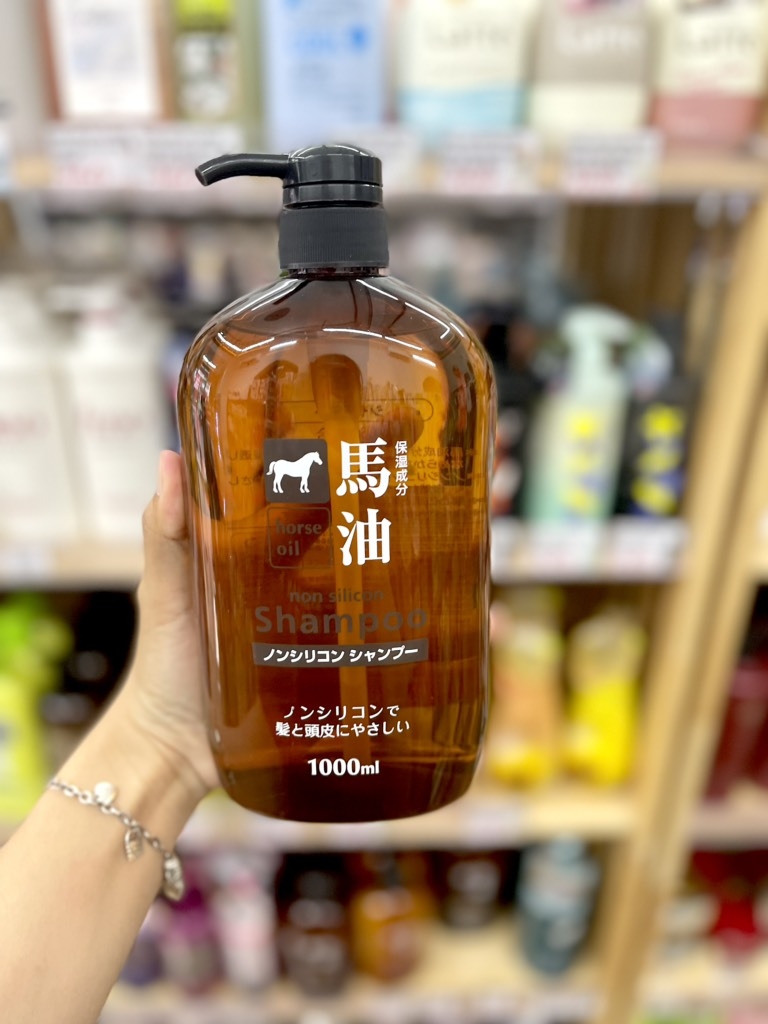 馬油
保湿成分
horse
oil
non silicon
Shampoo
ノンシリコン シャンプー
ノンシリコンで
髪と頭皮にやさしい
1000ml